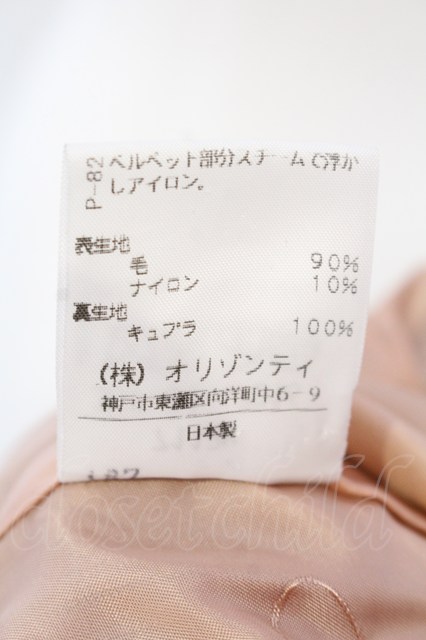 P-82
ベルベット部分スチームで浮か
しアイロン。
表生地
毛 90%
ナイロン 10%
裏生地
キュプラ 100%
(株) オリゾンティ
神戸市東灘区向洋町中6-9
日本製
closetchild